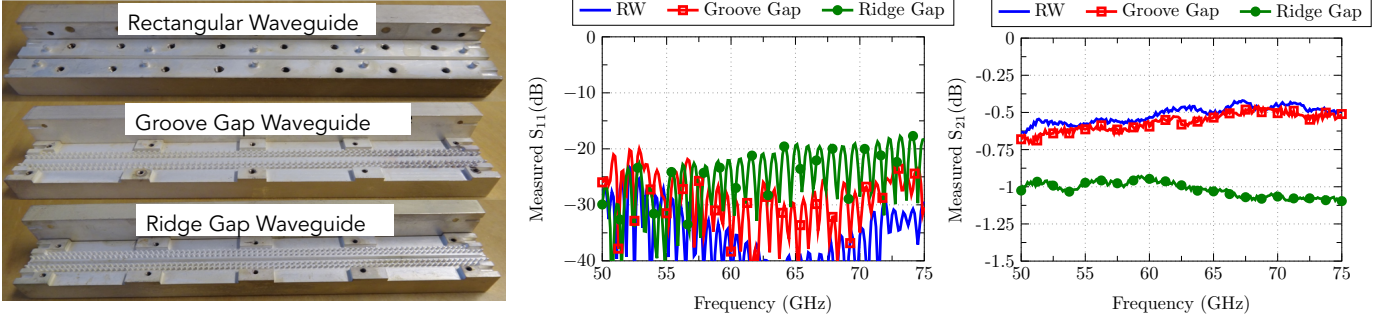 Rectangular Waveguide
Groove Gap Waveguide
Ridge Gap Waveguide
RW Groove Gap Ridge Gap
0
−10
−20
−30
−40
50 55 60 65 70 75
Measured S11(dB)
Frequency (GHz)
RW Groove Gap Ridge Gap
0
-0.25
-0.5
-0.75
-1
-1.25
-1.5
50 55 60 65 70 75
Measured S21(dB)
Frequency (GHz)